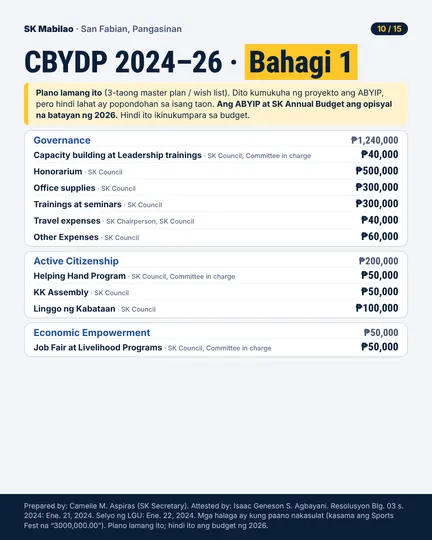 SK Mabilao · San Fabian, Pangasinan
10 / 15
CBYDP 2024–26 · Bahagi 1
Plano lamang ito (3-taong master plan / wish list). Dito kumukuha ng proyekto ang ABYIP,
pero hindi lahat ay popondohan sa isang taon. Ang ABYIP at SK Annual Budget ang opisyal
na batayan ng 2026. Hindi ito ikinukumpara sa budget.
Governance ₱1,240,000
Capacity building at Leadership trainings · SK Council, Committee in charge ₱40,000
Honorarium · SK Council ₱500,000
Office supplies · SK Council ₱300,000
Trainings at seminars · SK Council ₱300,000
Travel expenses · SK Chairperson, SK Council ₱40,000
Other Expenses · SK Council ₱60,000
Active Citizenship ₱200,000
Helping Hand Program · SK Council, Committee in charge ₱50,000
KK Assembly · SK Council ₱50,000
Linggo ng Kabataan · SK Council ₱100,000
Economic Empowerment ₱50,000
Job Fair at Livelihood Programs · SK Council, Committee in charge ₱50,000
Prepared by: Camelle M. Aspiras (SK Secretary). Attested by: Isaac Geneson S. Agbayani. Resolusyon Blg. 03 s.
2024: Ene. 21, 2024. Selyo ng LGU: Ene. 22, 2024. Mga halaga ay kung paano nakasulat (kasama ang Sports
Fest na “3000,000.00”). Plano lamang ito; hindi ito ang budget ng 2026.